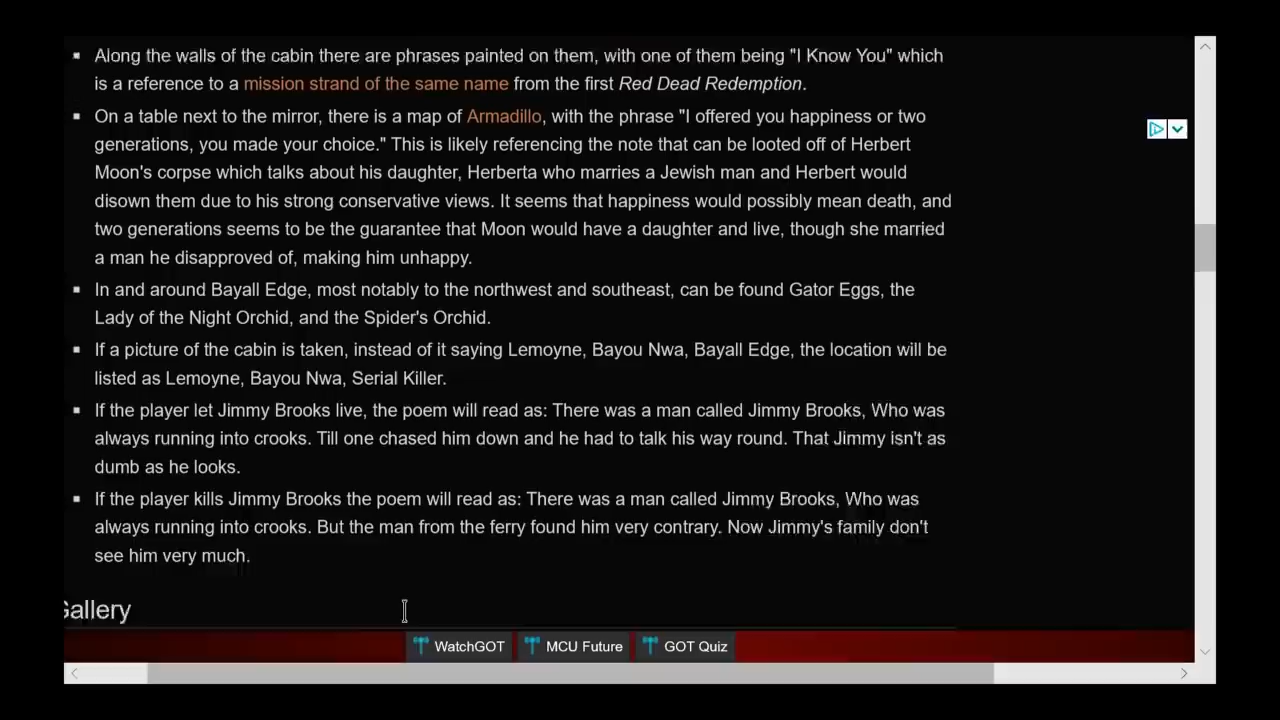 Along the walls of the cabin there are phrases painted on them, with one of them being "I Know You" which
is a reference to a mission strand of the same name from the first Red Dead Redemption.
On a table next to the mirror, there is a map of Armadillo, with the phrase "I offered you happiness or two
generations, you made your choice." This is likely referencing the note that can be looted off of Herbert
Moon's corpse which talks about his daughter, Herberta who marries a Jewish man and Herbert would
disown them due to his strong conservative views. It seems that happiness would possibly mean death, and
two generations seems to be the guarantee that Moon would have a daughter and live, though she married
a man he disapproved of, making him unhappy.
In and around Bayall Edge, most notably to the northwest and southeast, can be found Gator Eggs, the
Lady of the Night Orchid, and the Spider's Orchid.
If a picture of the cabin is taken, instead of it saying Lemoyne, Bayou Nwa, Bayall Edge, the location will be
listed as Lemoyne, Bayou Nwa, Serial Killer.
If the player let Jimmy Brooks live, the poem will read as: There was a man called Jimmy Brooks, Who was
always running into crooks. Till one chased him down and he had to talk his way round. That Jimmy isn't as
dumb as he looks.
If the player kills Jimmy Brooks the poem will read as: There was a man called Jimmy Brooks, Who was
always running into crooks. But the man from the ferry found him very contrary. Now Jimmy's family don't
see him very much.
Gallery
WatchGOT MCU Future GOT Quiz